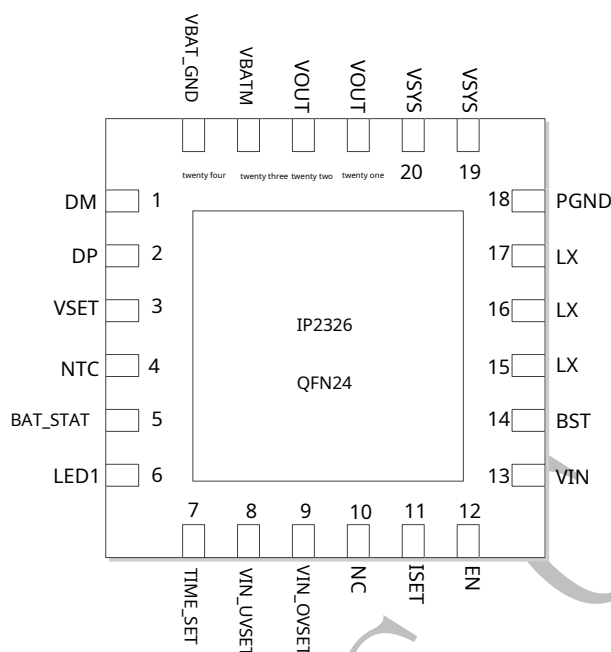 VBAT_GND
VBATM
VOUT
VOUT
VSYS
VSYS
twenty four
twenty three
twenty two
twenty one
20
19
DM 1
18 PGND
DP 2
17 LX
VSET 3
16 LX
IP2326
NTC 4
15 LX
QFN24
BAT_STAT 5
14 BST
LED1 6
13 VIN
7
8
9
10
11
12
TIME_SET
VIN_UVSET
VIN_OVSET
NC
ISET
EN